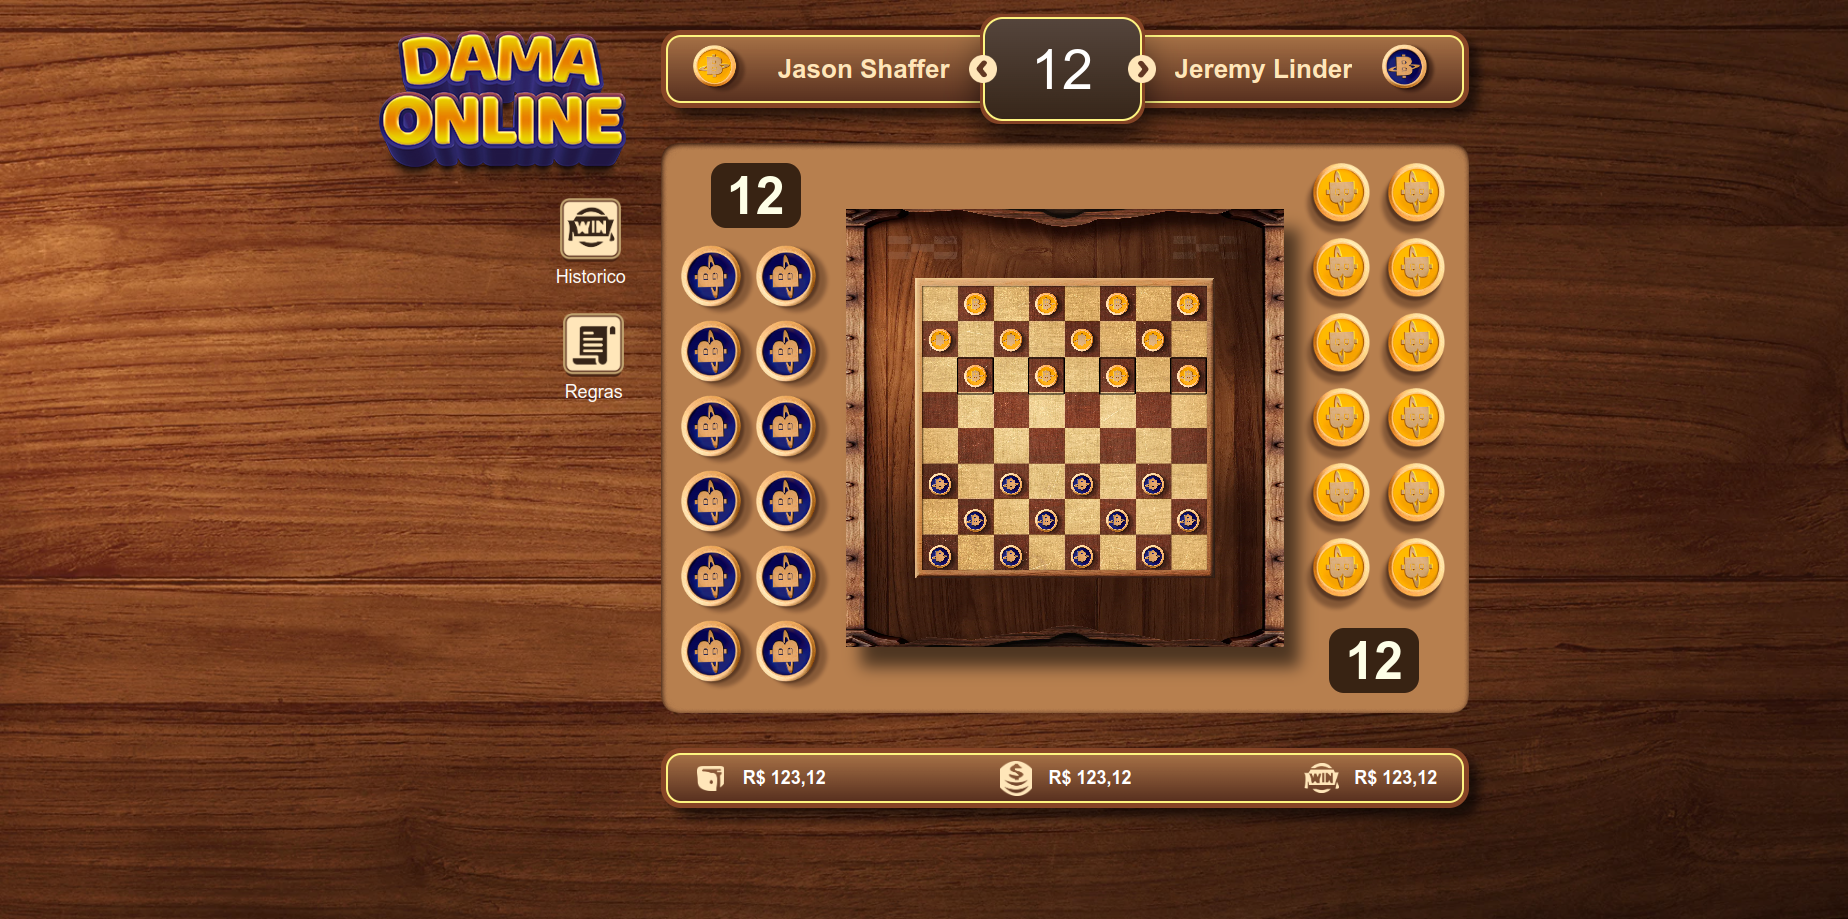 DAMA
ONLINE
Jason Shaffer
12
Jeremy Linder
12
WIN
Historico
Regras
12
R$ 123,12
$
R$ 123,12
WIN
R$ 123,12